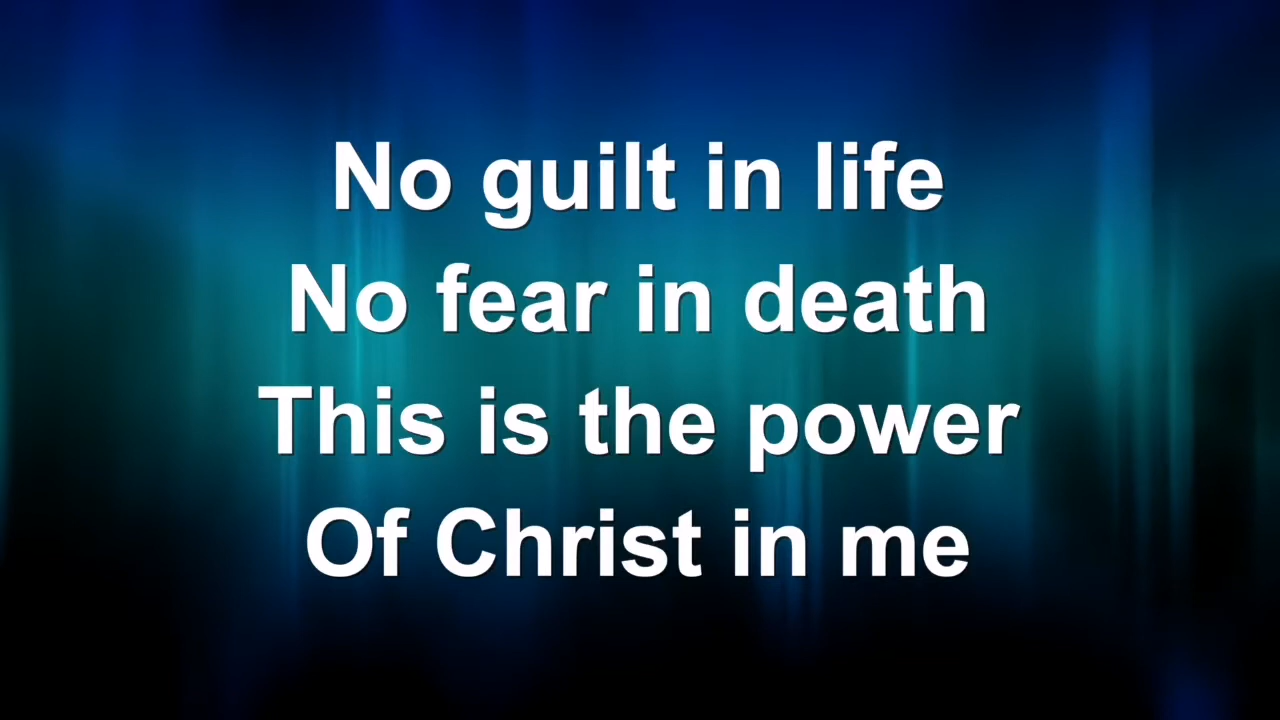 No guilt in life
No fear in death
This is the power
Of Christ in me